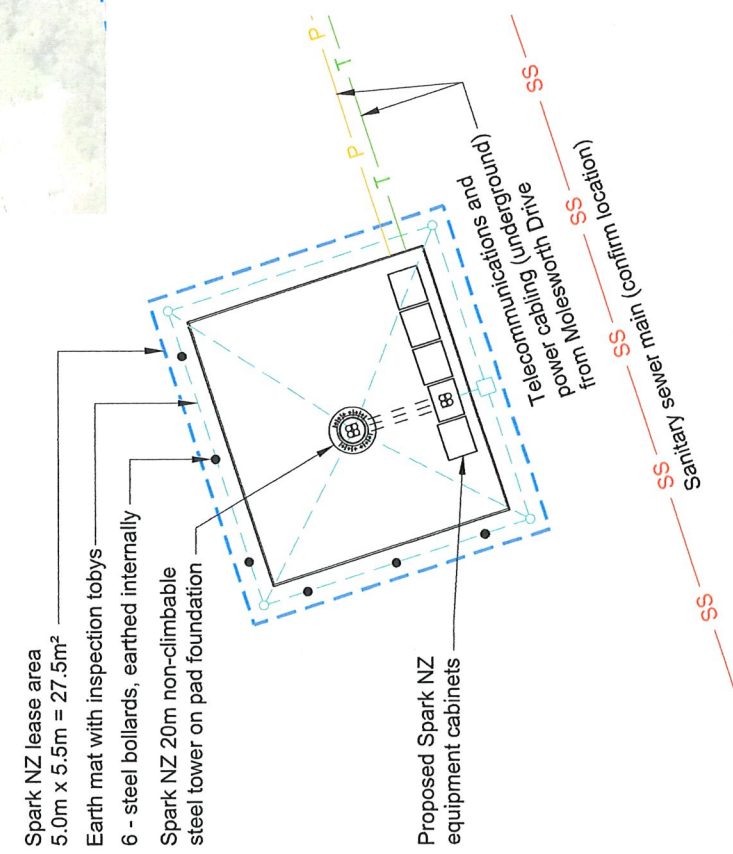 Spark NZ lease area
5.0m x 5.5m = 27.5m²
Earth mat with inspection tobys
6 - steel bollards, earthed internally
Spark NZ 20m non-climbable
steel tower on pad foundation
Proposed Spark NZ
equipment cabinets
P
P
T
T
Telecommunications and
power cabling (underground)
from Molesworth Drive
SS
SS
SS
SS
SS
Sanitary sewer main (confirm location)